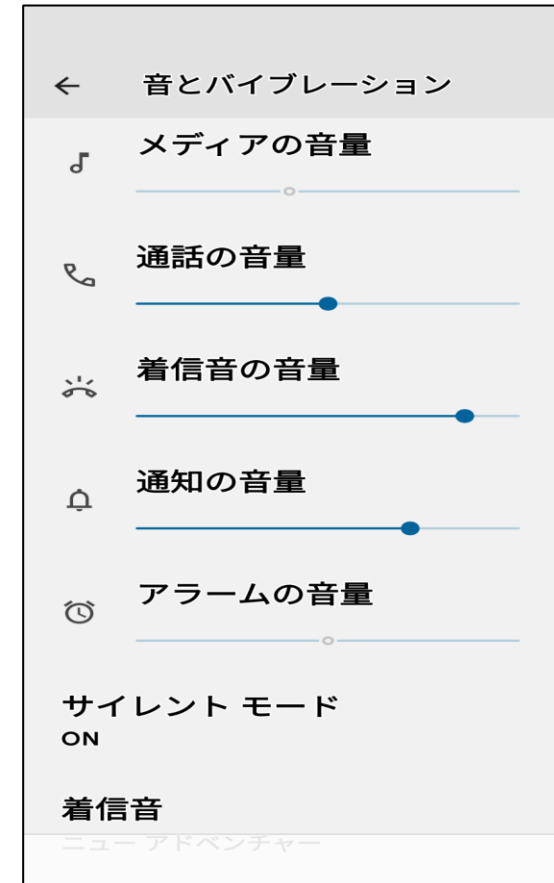 音とバイブレーション
メディアの音量
通話の音量
着信音の音量
通知の音量
アラームの音量
サイレント モード
ON
着信音
ニュー アドベンチャー